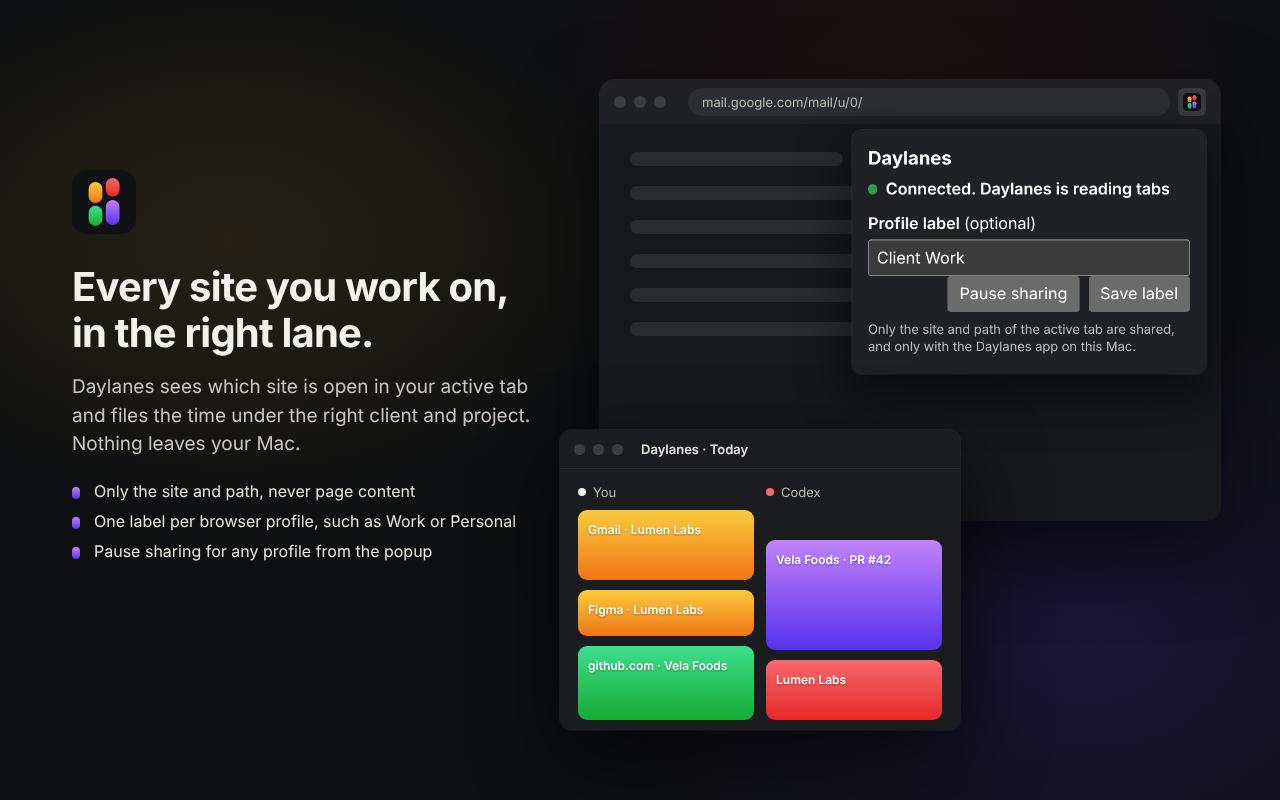 Every site you work on,
in the right lane.
Daylanes sees which site is open in your active tab
and files the time under the right client and project.
Nothing leaves your Mac.
Only the site and path, never page content
One label per browser profile, such as Work or Personal
Pause sharing for any profile from the popup
mail.google.com/mail/u/0/
Daylanes
Connected. Daylanes is reading tabs
Profile label (optional)
Client Work
Pause sharing
Save label
Only the site and path of the active tab are shared,
and only with the Daylanes app on this Mac.
Daylanes · Today
You
Codex
Gmail · Lumen Labs
Figma · Lumen Labs
github.com · Vela Foods
Vela Foods · PR #42
Lumen Labs